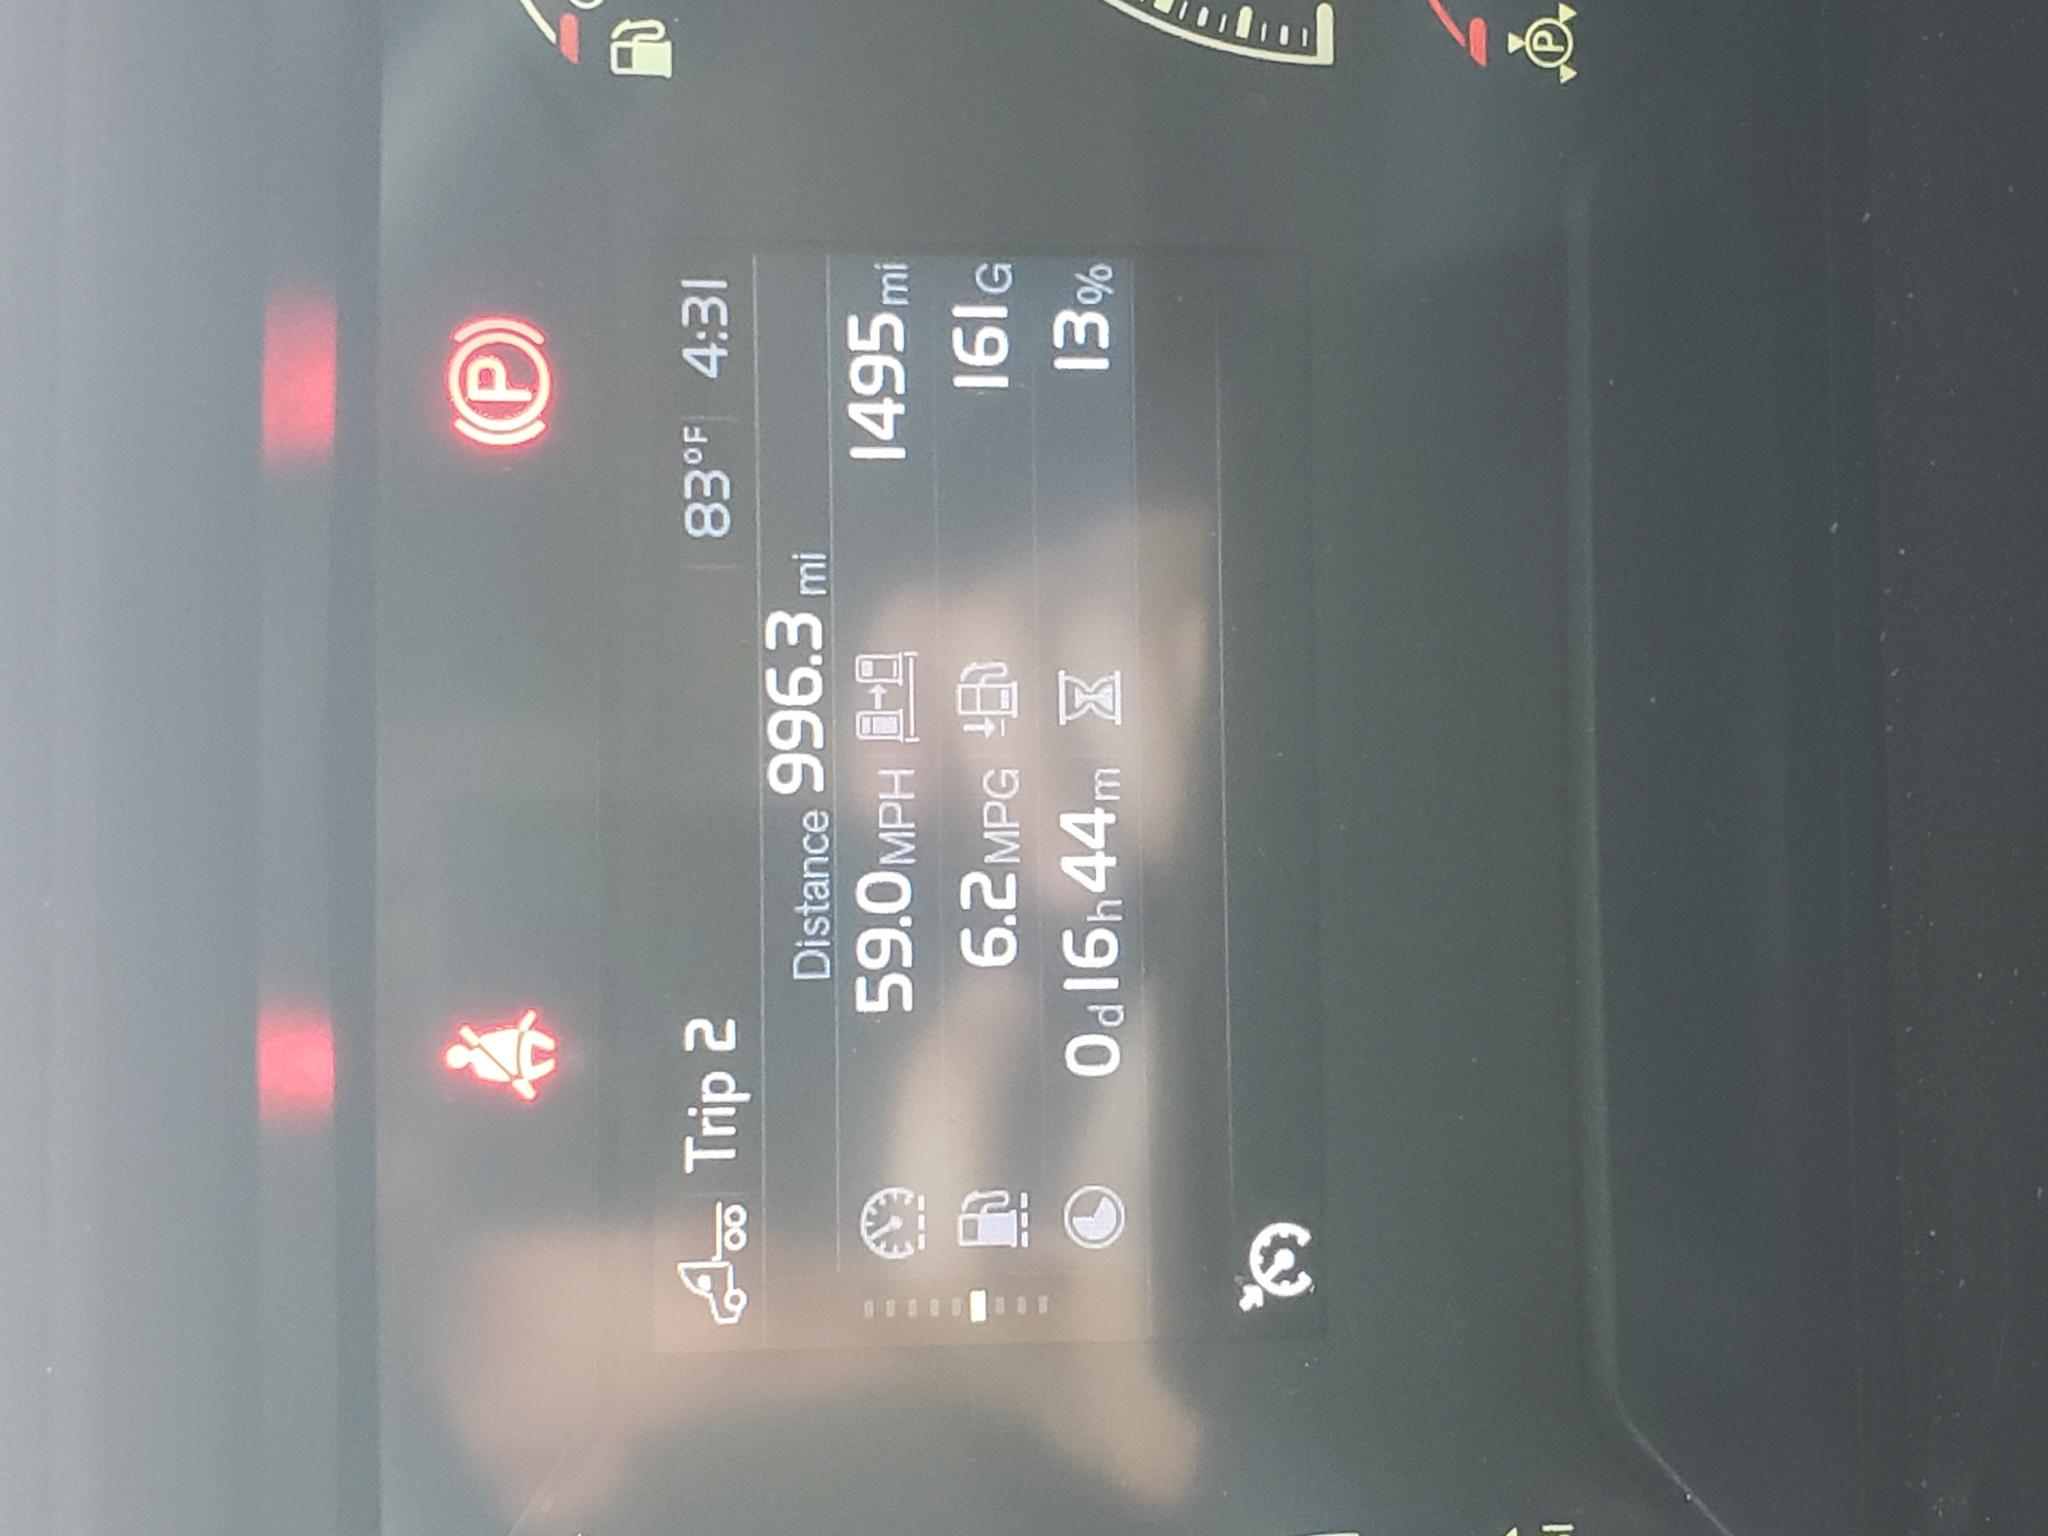 Trip 2 83°F 4:31
Distance 996.3 mi
59.0 MPH 1495 mi
6.2 MPG 161 G
0d 16h 44m 13%
P
P